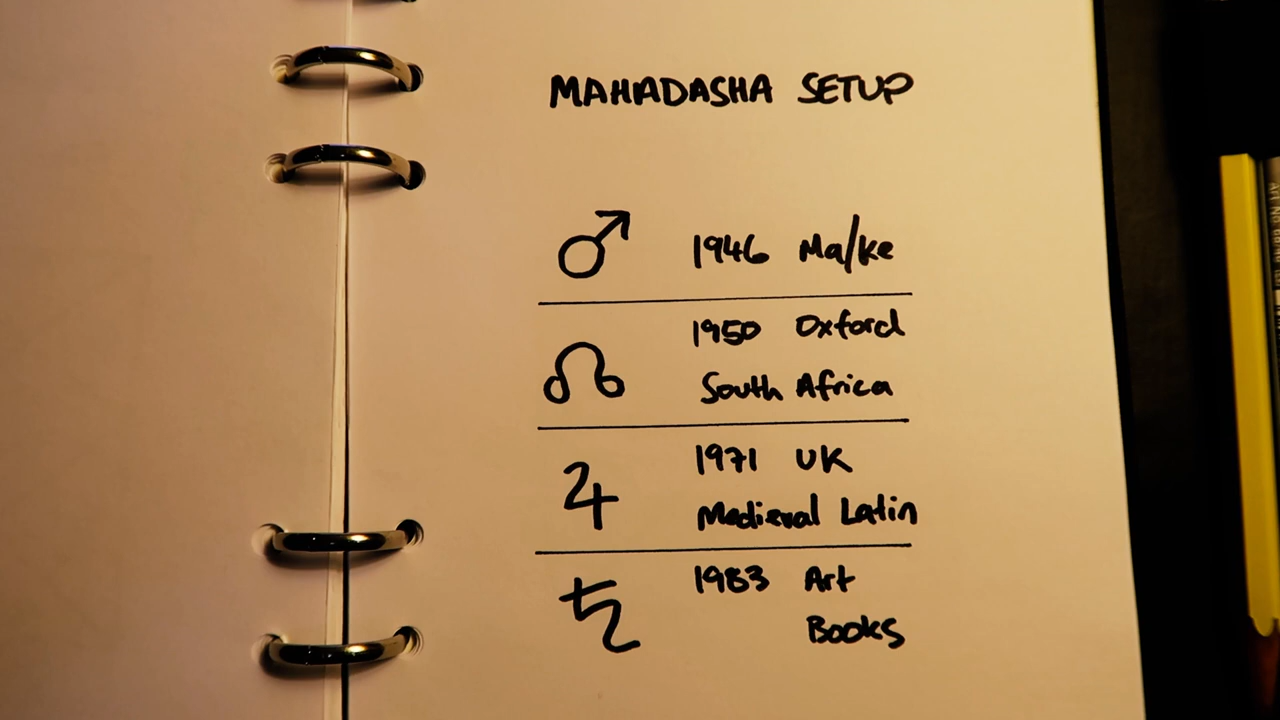 MAHADASHA SETUP
♂ 1946 Ma/ke
1950 Oxford
☊ South Africa
1971 UK
♃ Medieval Latin
1983 Art
♄ Books